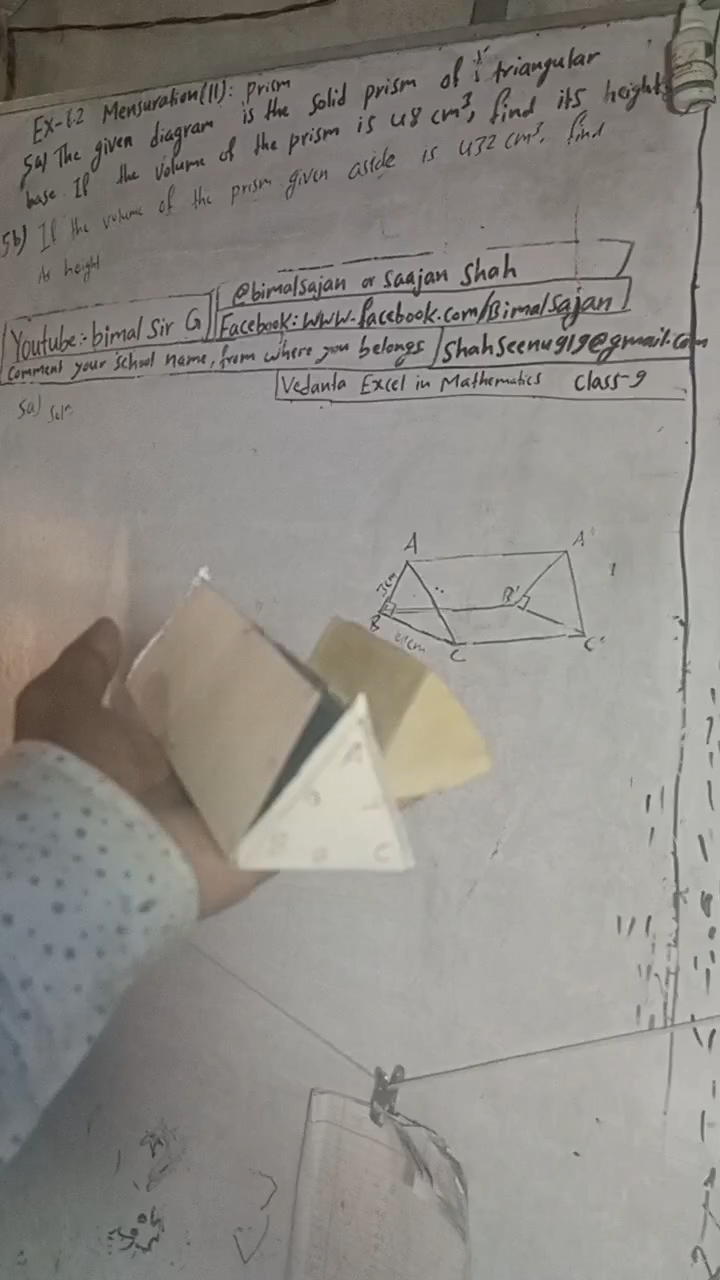 Ex-6.2 Mensuration(II): Prism
5a) The given diagram is the solid prism of triangular
base. If the volume of the prism is 48 cm³, find its height
5b) If the volume of the prism given aside is 432 cm³, find
its height
@bimalsajan or Saajan Shah
Youtube:- bimal Sir G
Facebook: www.facebook.com/Bimalsajan
Comment your school name, from where you belongs
Shahseenu919@gmail.com
Vedanta Excel in Mathematics Class-9
5a) Solⁿ
A A'
3cm
B B'
4cm
C C'